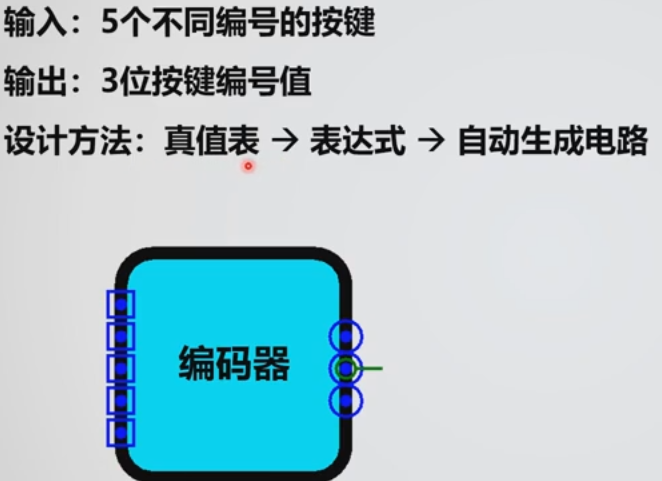 输入：5个不同编号的按键
输出：3位按键编号值
设计方法：真值表 → 表达式 → 自动生成电路
编码器